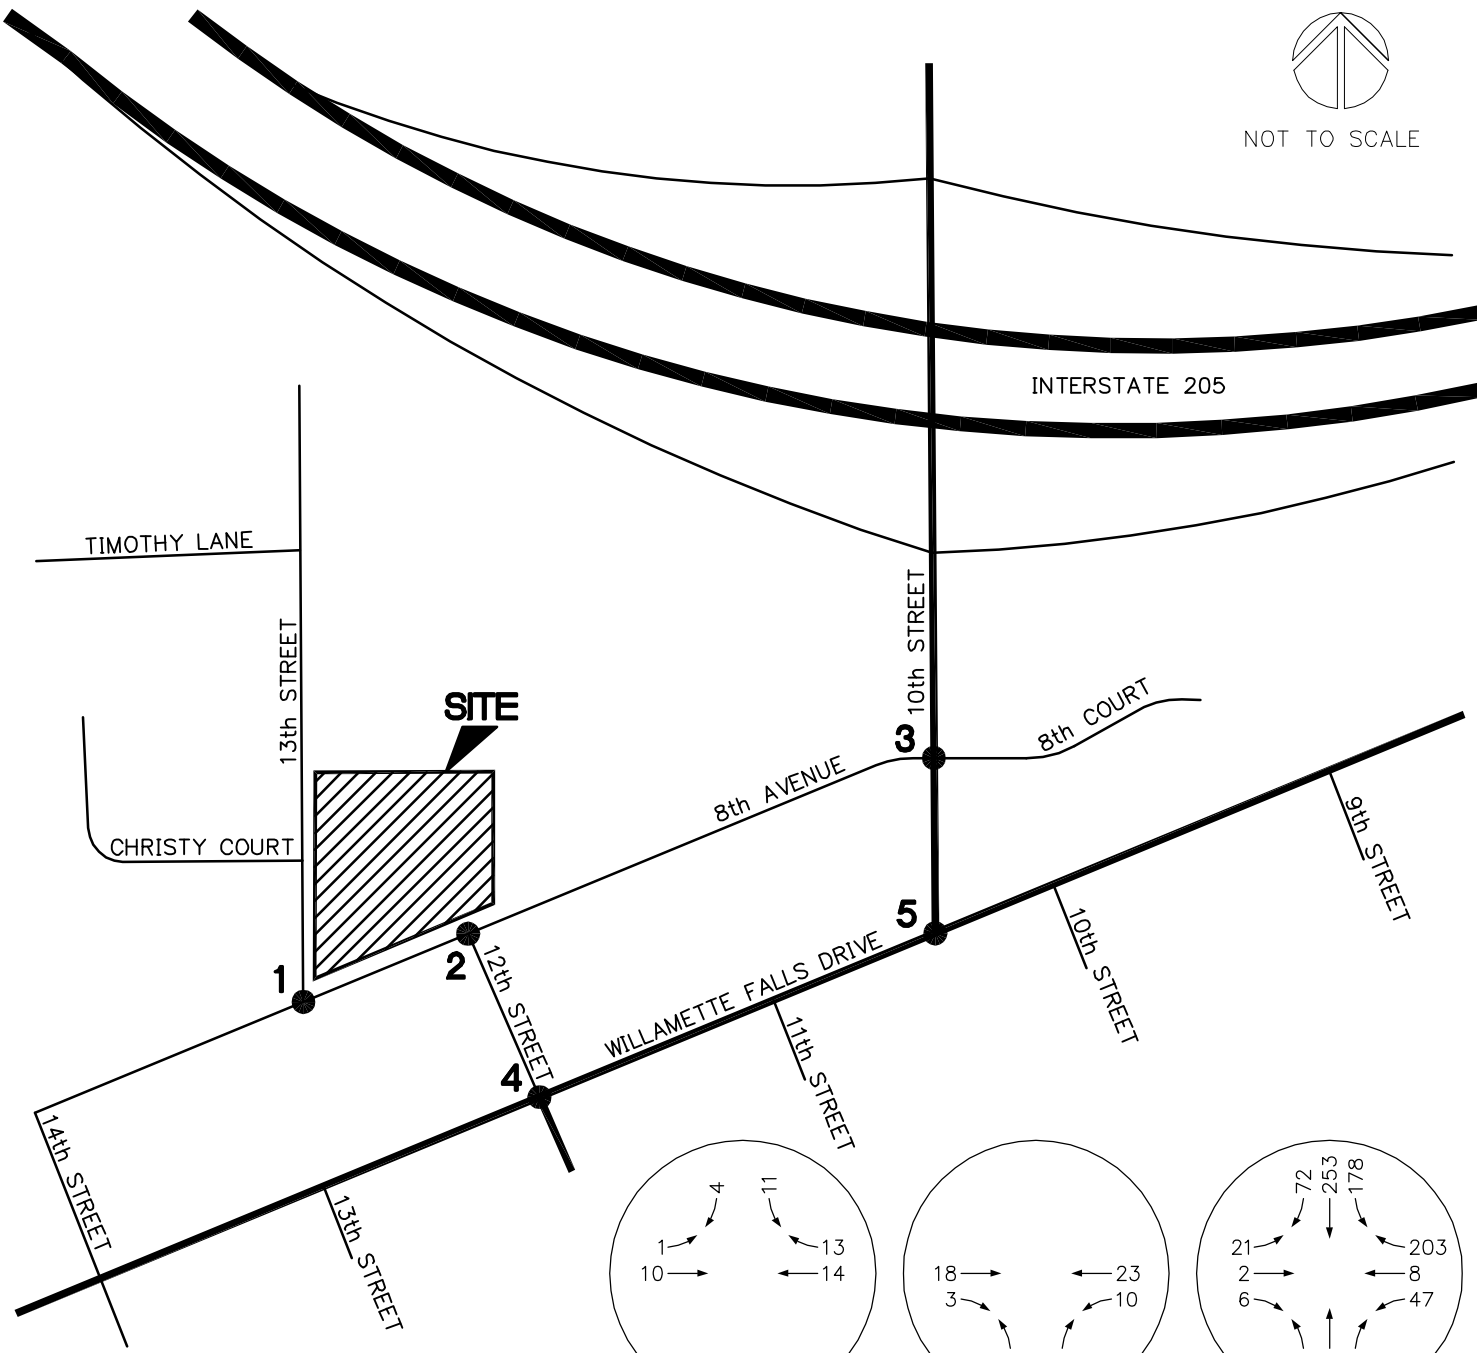 NOT TO SCALE
INTERSTATE 205
TIMOTHY LANE
10th STREET
13th STREET
SITE
8th COURT
3
8th AVENUE
9th STREET
CHRISTY COURT
5
10th STREET
2
12th STREET
1
WILLAMETTE FALLS DRIVE
11th STREET
4
14th STREET
13th STREET
4 11
1 13
10 14
18 23
3 10
72 253 178
21 203
2 8
6 47